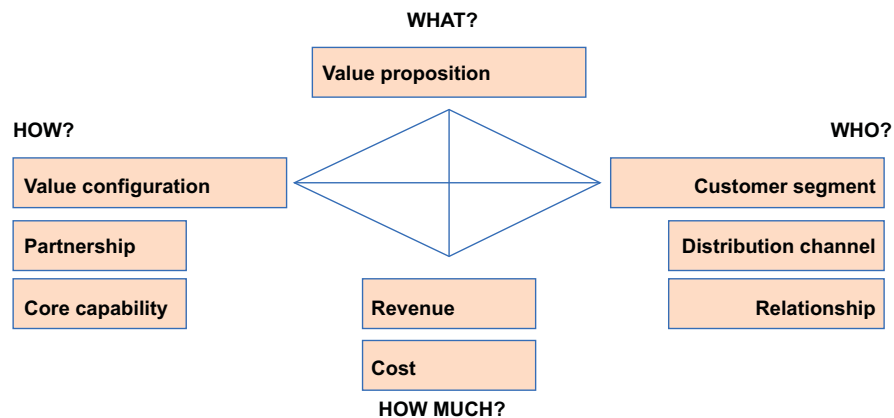 WHAT?
Value proposition
HOW?
WHO?
Value configuration
Customer segment
Partnership
Distribution channel
Core capability
Revenue
Relationship
Cost
HOW MUCH?